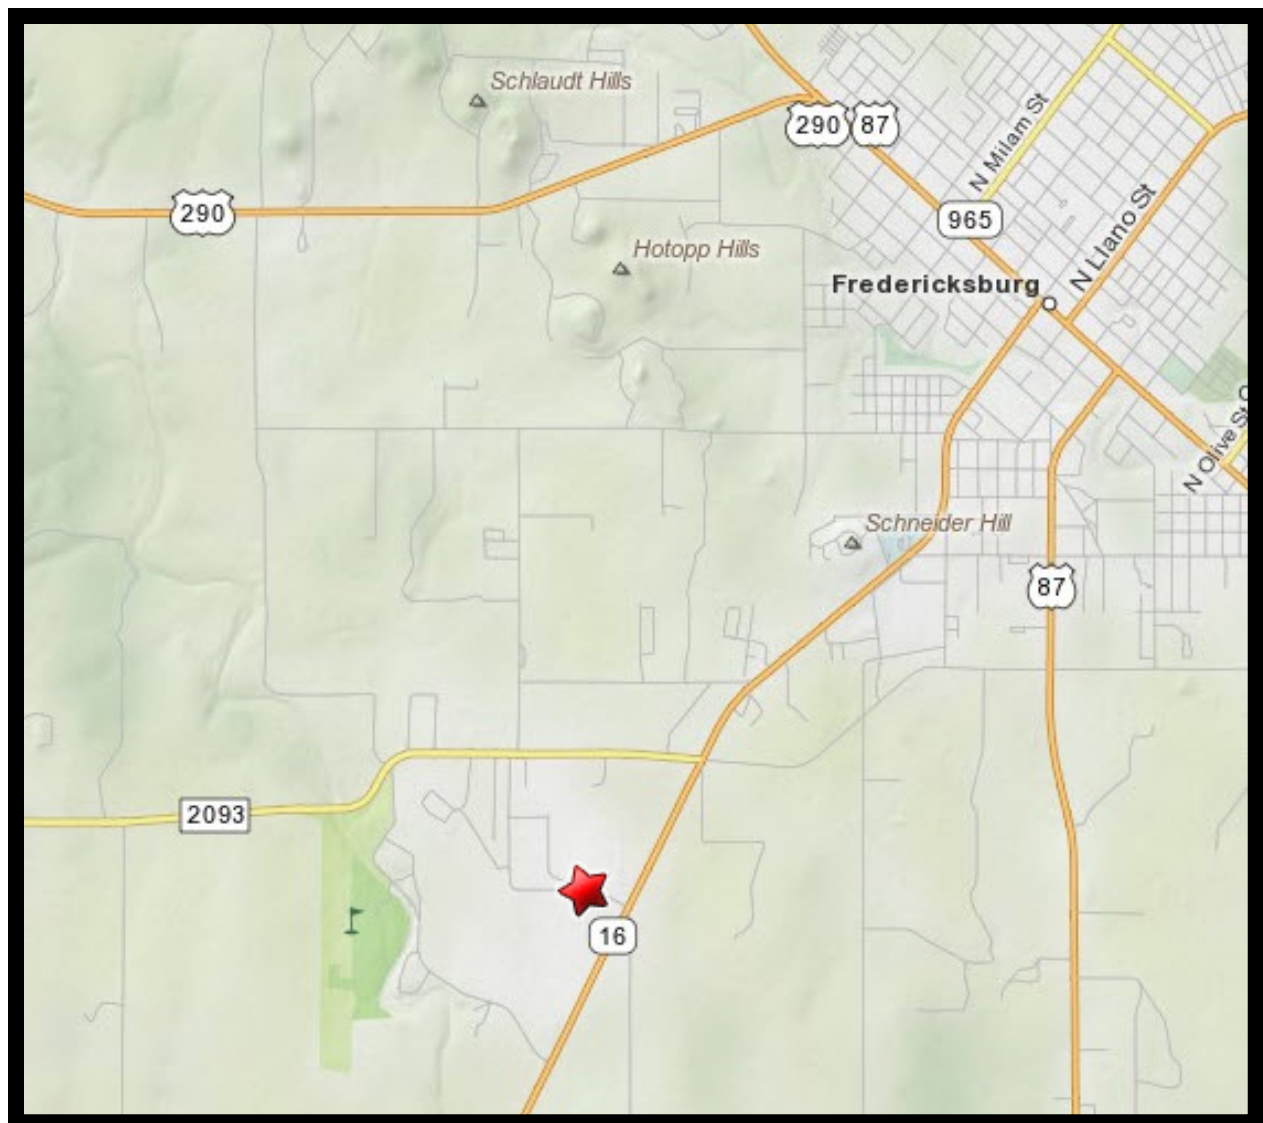 Schlaudt Hills
290
87
N Milam St
290
965
N Llano St
Hotopp Hills
Fredericksburg
N Olive St
Schneider Hill
87
2093
16